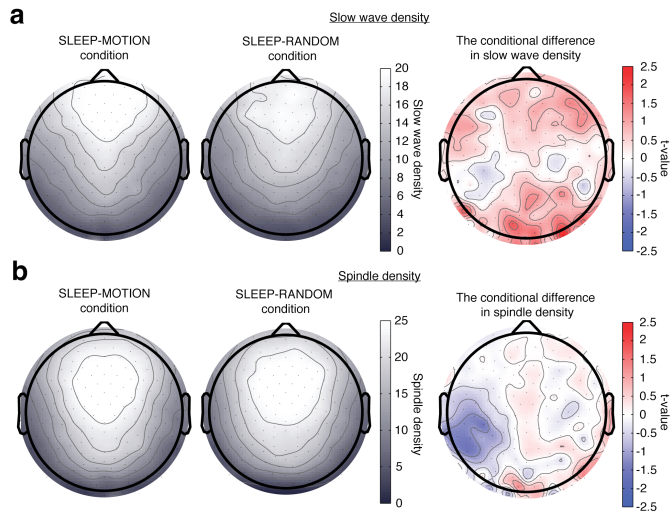 a
Slow wave density
SLEEP-MOTION
condition
SLEEP-RANDOM
condition
The conditional difference
in slow wave density
20
18
16
14
12
10
8
6
4
2
0
Slow wave density
2.5
2
1.5
1
0.5
0
-0.5
-1
-1.5
-2
-2.5
t-value
b
Spindle density
SLEEP-MOTION
condition
SLEEP-RANDOM
condition
The conditional difference
in spindle density
25
20
15
10
5
0
Spindle density
2.5
2
1.5
1
0.5
0
-0.5
-1
-1.5
-2
-2.5
t-value